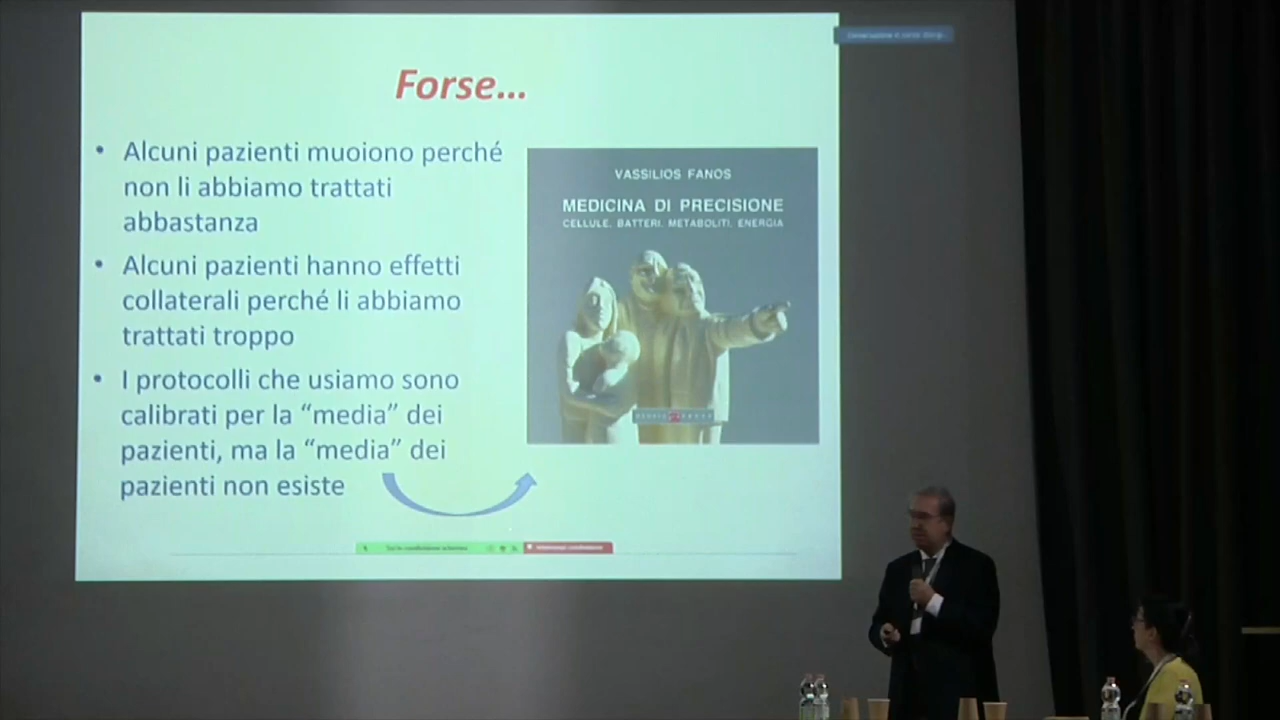 Forse...
• Alcuni pazienti muoiono perché
non li abbiamo trattati
abbastanza
• Alcuni pazienti hanno effetti
collaterali perché li abbiamo
trattati troppo
• I protocolli che usiamo sono
calibrati per la “media” dei
pazienti, ma la “media” dei
pazienti non esiste
VASSILIOS FANOS
MEDICINA DI PRECISIONE
CELLULE, BATTERI, METABOLITI, ENERGIA